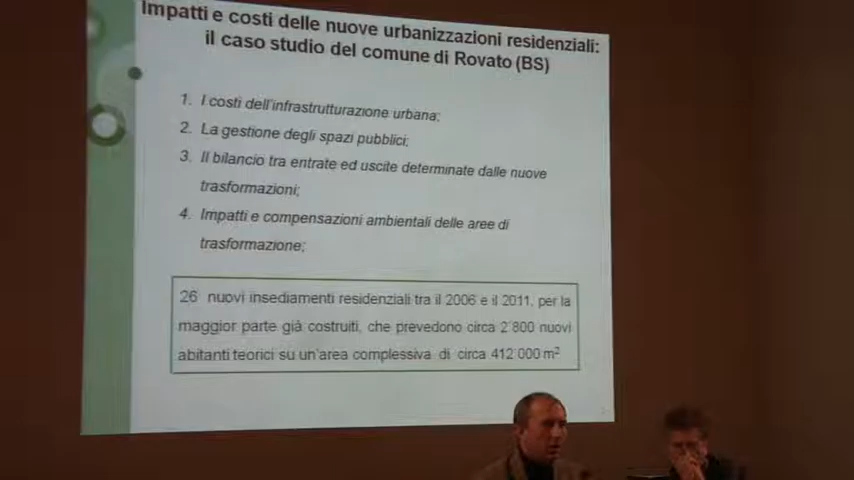 Impatti e costi delle nuove urbanizzazioni residenziali:
il caso studio del comune di Rovato (BS)
1. I costi dell'infrastrutturazione urbana;
2. La gestione degli spazi pubblici;
3. Il bilancio tra entrate ed uscite determinate dalle nuove
trasformazioni;
4. Impatti e compensazioni ambientali delle aree di
trasformazione;
26 nuovi insediamenti residenziali tra il 2006 e il 2011, per la
maggior parte già costruiti, che prevedono circa 2'800 nuovi
abitanti teorici su un'area complessiva di circa 412'000 m²